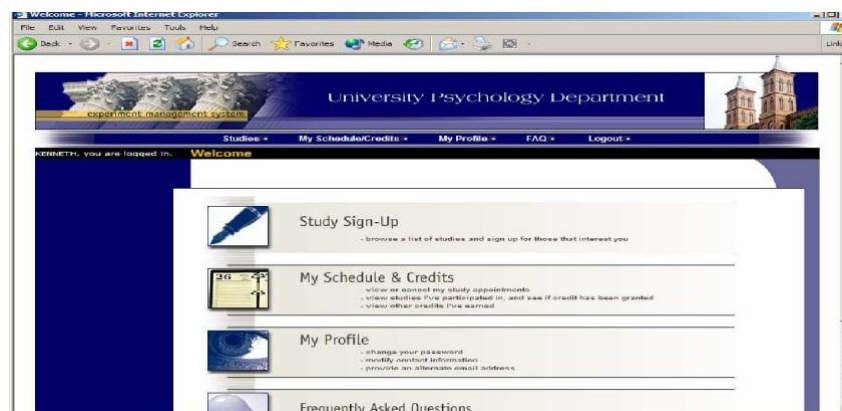 Welcome - Microsoft Internet Explorer
File Edit View Favorites Tools Help
Back Search Favorites Media
Link
University Psychology Department
experiment management system
Studies My Schedule/Credits My Profile FAQ Logout
KENNETH, you are logged in. Welcome
Study Sign-Up
- browse a list of studies and sign up for those that interest you
26
My Schedule & Credits
- view or cancel my study appointments
- view studies I've participated in, and see if credit has been granted
- view other credits I've earned
My Profile
- change your password
- modify contact information
- provide an alternate email address
Frequently Asked Questions